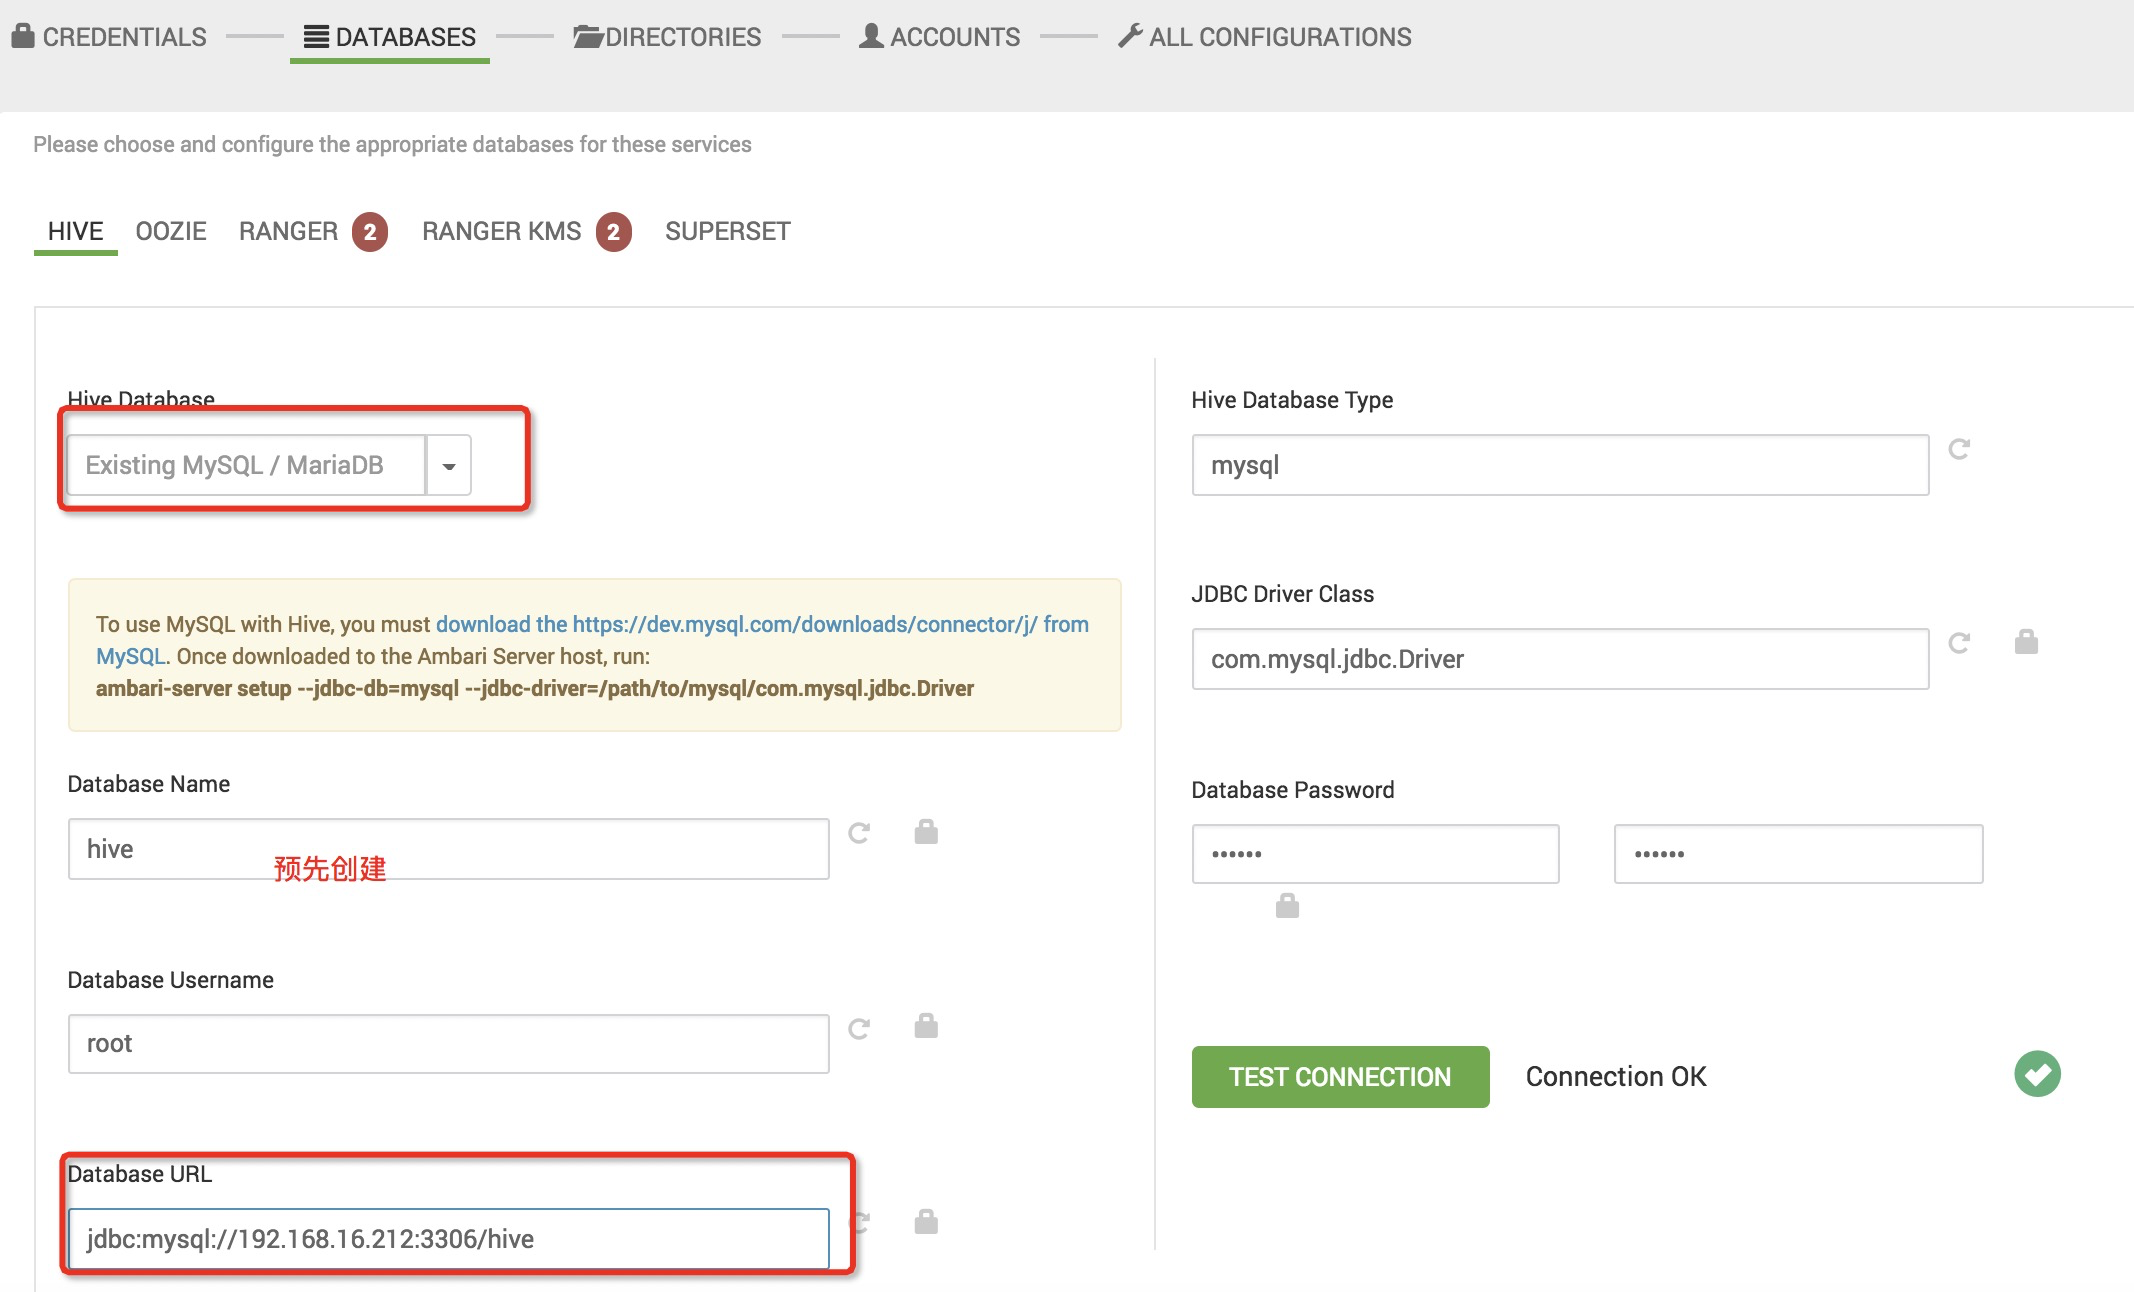 CREDENTIALS DATABASES DIRECTORIES ACCOUNTS ALL CONFIGURATIONS
Please choose and configure the appropriate databases for these services
HIVE OOZIE RANGER 2 RANGER KMS 2 SUPERSET
Hive Database
Existing MySQL / MariaDB
To use MySQL with Hive, you must download the https://dev.mysql.com/downloads/connector/j/ from
MySQL. Once downloaded to the Ambari Server host, run:
ambari-server setup --jdbc-db=mysql --jdbc-driver=/path/to/mysql/com.mysql.jdbc.Driver
Database Name
hive
预先创建
Database Username
root
Database URL
jdbc:mysql://192.168.16.212:3306/hive
Hive Database Type
mysql
JDBC Driver Class
com.mysql.jdbc.Driver
Database Password
•••••• ••••••
TEST CONNECTION Connection OK